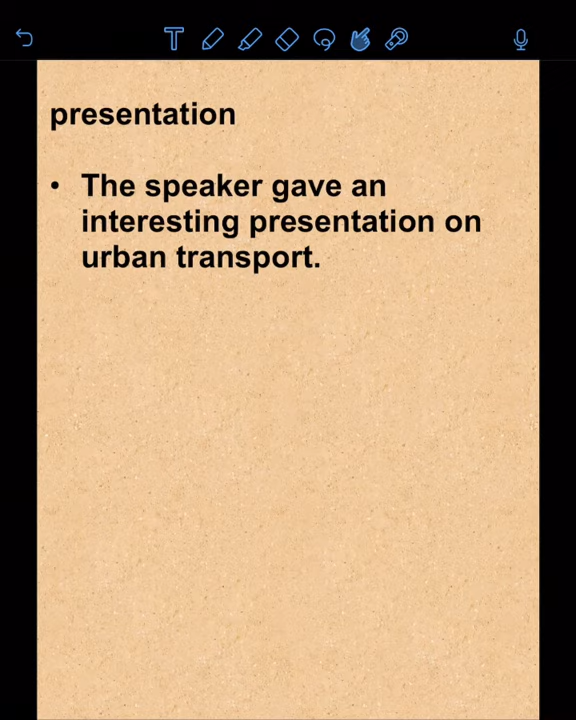 presentation
• The speaker gave an
interesting presentation on
urban transport.